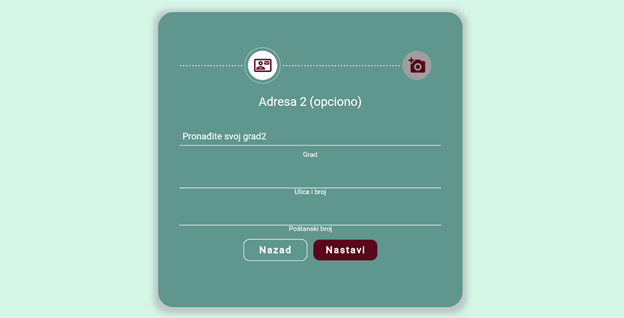 Adresa 2 (opciono)
Pronađite svoj grad2
Grad
Ulica i broj
Poštanski broj
Nazad Nastavi